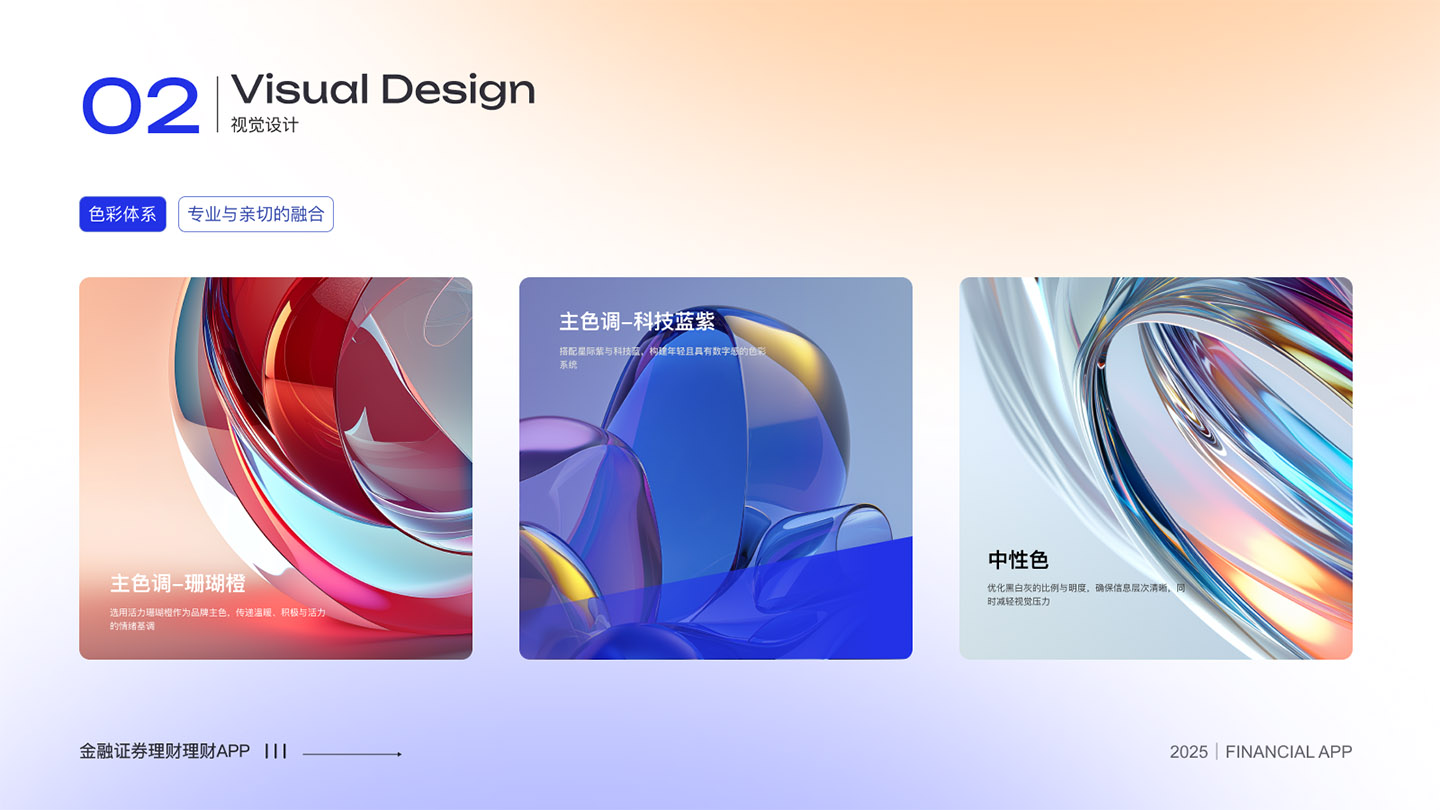 02
Visual Design
视觉设计
色彩体系
专业与亲切的融合
主色调-珊瑚橙
选用活力珊瑚橙作为品牌主色，传递温暖、积极与活力
的情绪基调
主色调-科技蓝紫
搭配星际紫与科技蓝，构建年轻且具有数字感的色彩
系统
中性色
优化黑白灰的比例与明度，确保信息层次清晰，同
时减轻视觉压力
金融证券理财理财APP
2025 | FINANCIAL APP